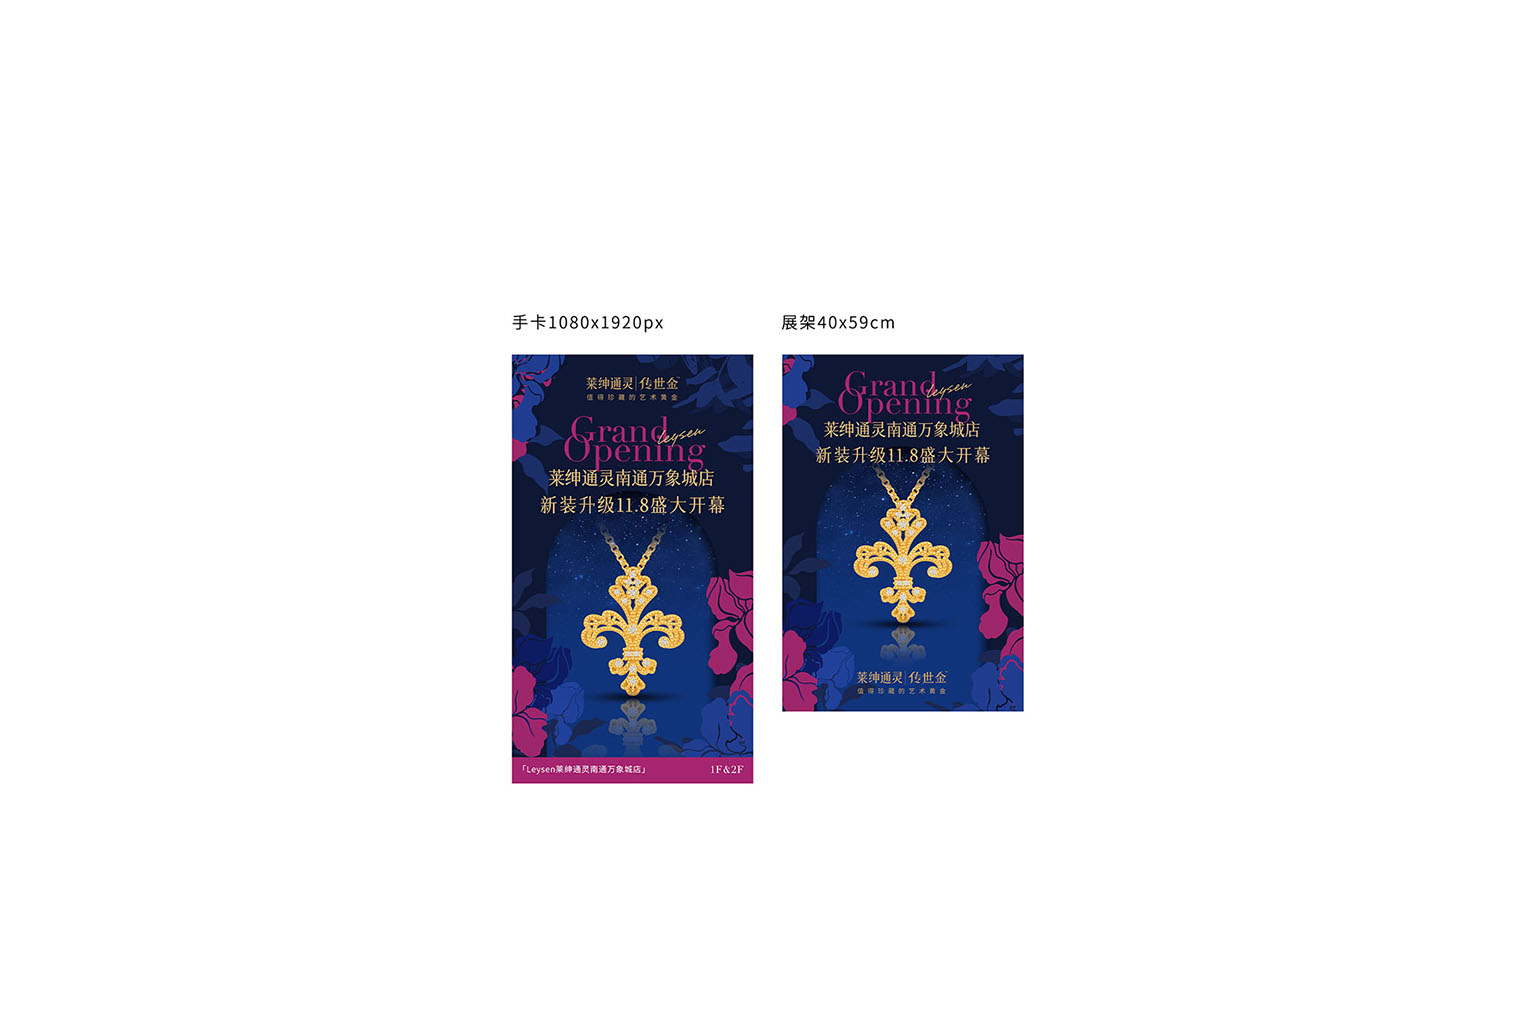 手卡1080x1920px
莱绅通灵|传世金
值得珍藏的艺术黄金
Grand
leysen
Opening
莱绅通灵南通万象城店
新装升级11.8盛大开幕
「Leysen莱绅通灵南通万象城店」
1F&2F
展架40x59cm
Grand
leysen
Opening
莱绅通灵南通万象城店
新装升级11.8盛大开幕
莱绅通灵|传世金
值得珍藏的艺术黄金